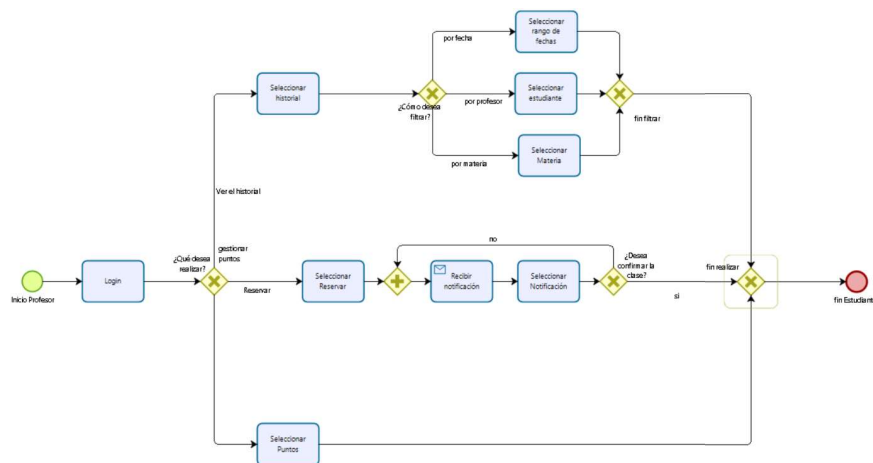 Seleccionar
rango de
fechas
por fecha
Seleccionar
historial
¿Cómo desea
filtrar?
por profesor
Seleccionar
estudiante
fin filtrar
por materia
Seleccionar
Materia
Ver el historial
¿Qué desea
realizar?
gestionar
puntos
no
¿Desea
confirmar la
clase?
Inicio Profesor
Login
Reservar
Seleccionar
Reservar
Recibir
notificación
Seleccionar
Notificación
si
fin realizar
fin Estudiant
Seleccionar
Puntos